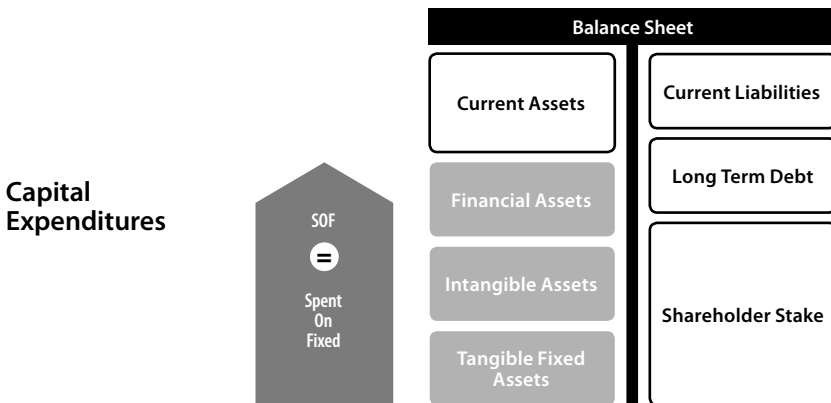 Balance Sheet
Capital
Expenditures
SOF
=
Spent
On
Fixed
Current Assets
Financial Assets
Intangible Assets
Tangible Fixed
Assets
Current Liabilities
Long Term Debt
Shareholder Stake